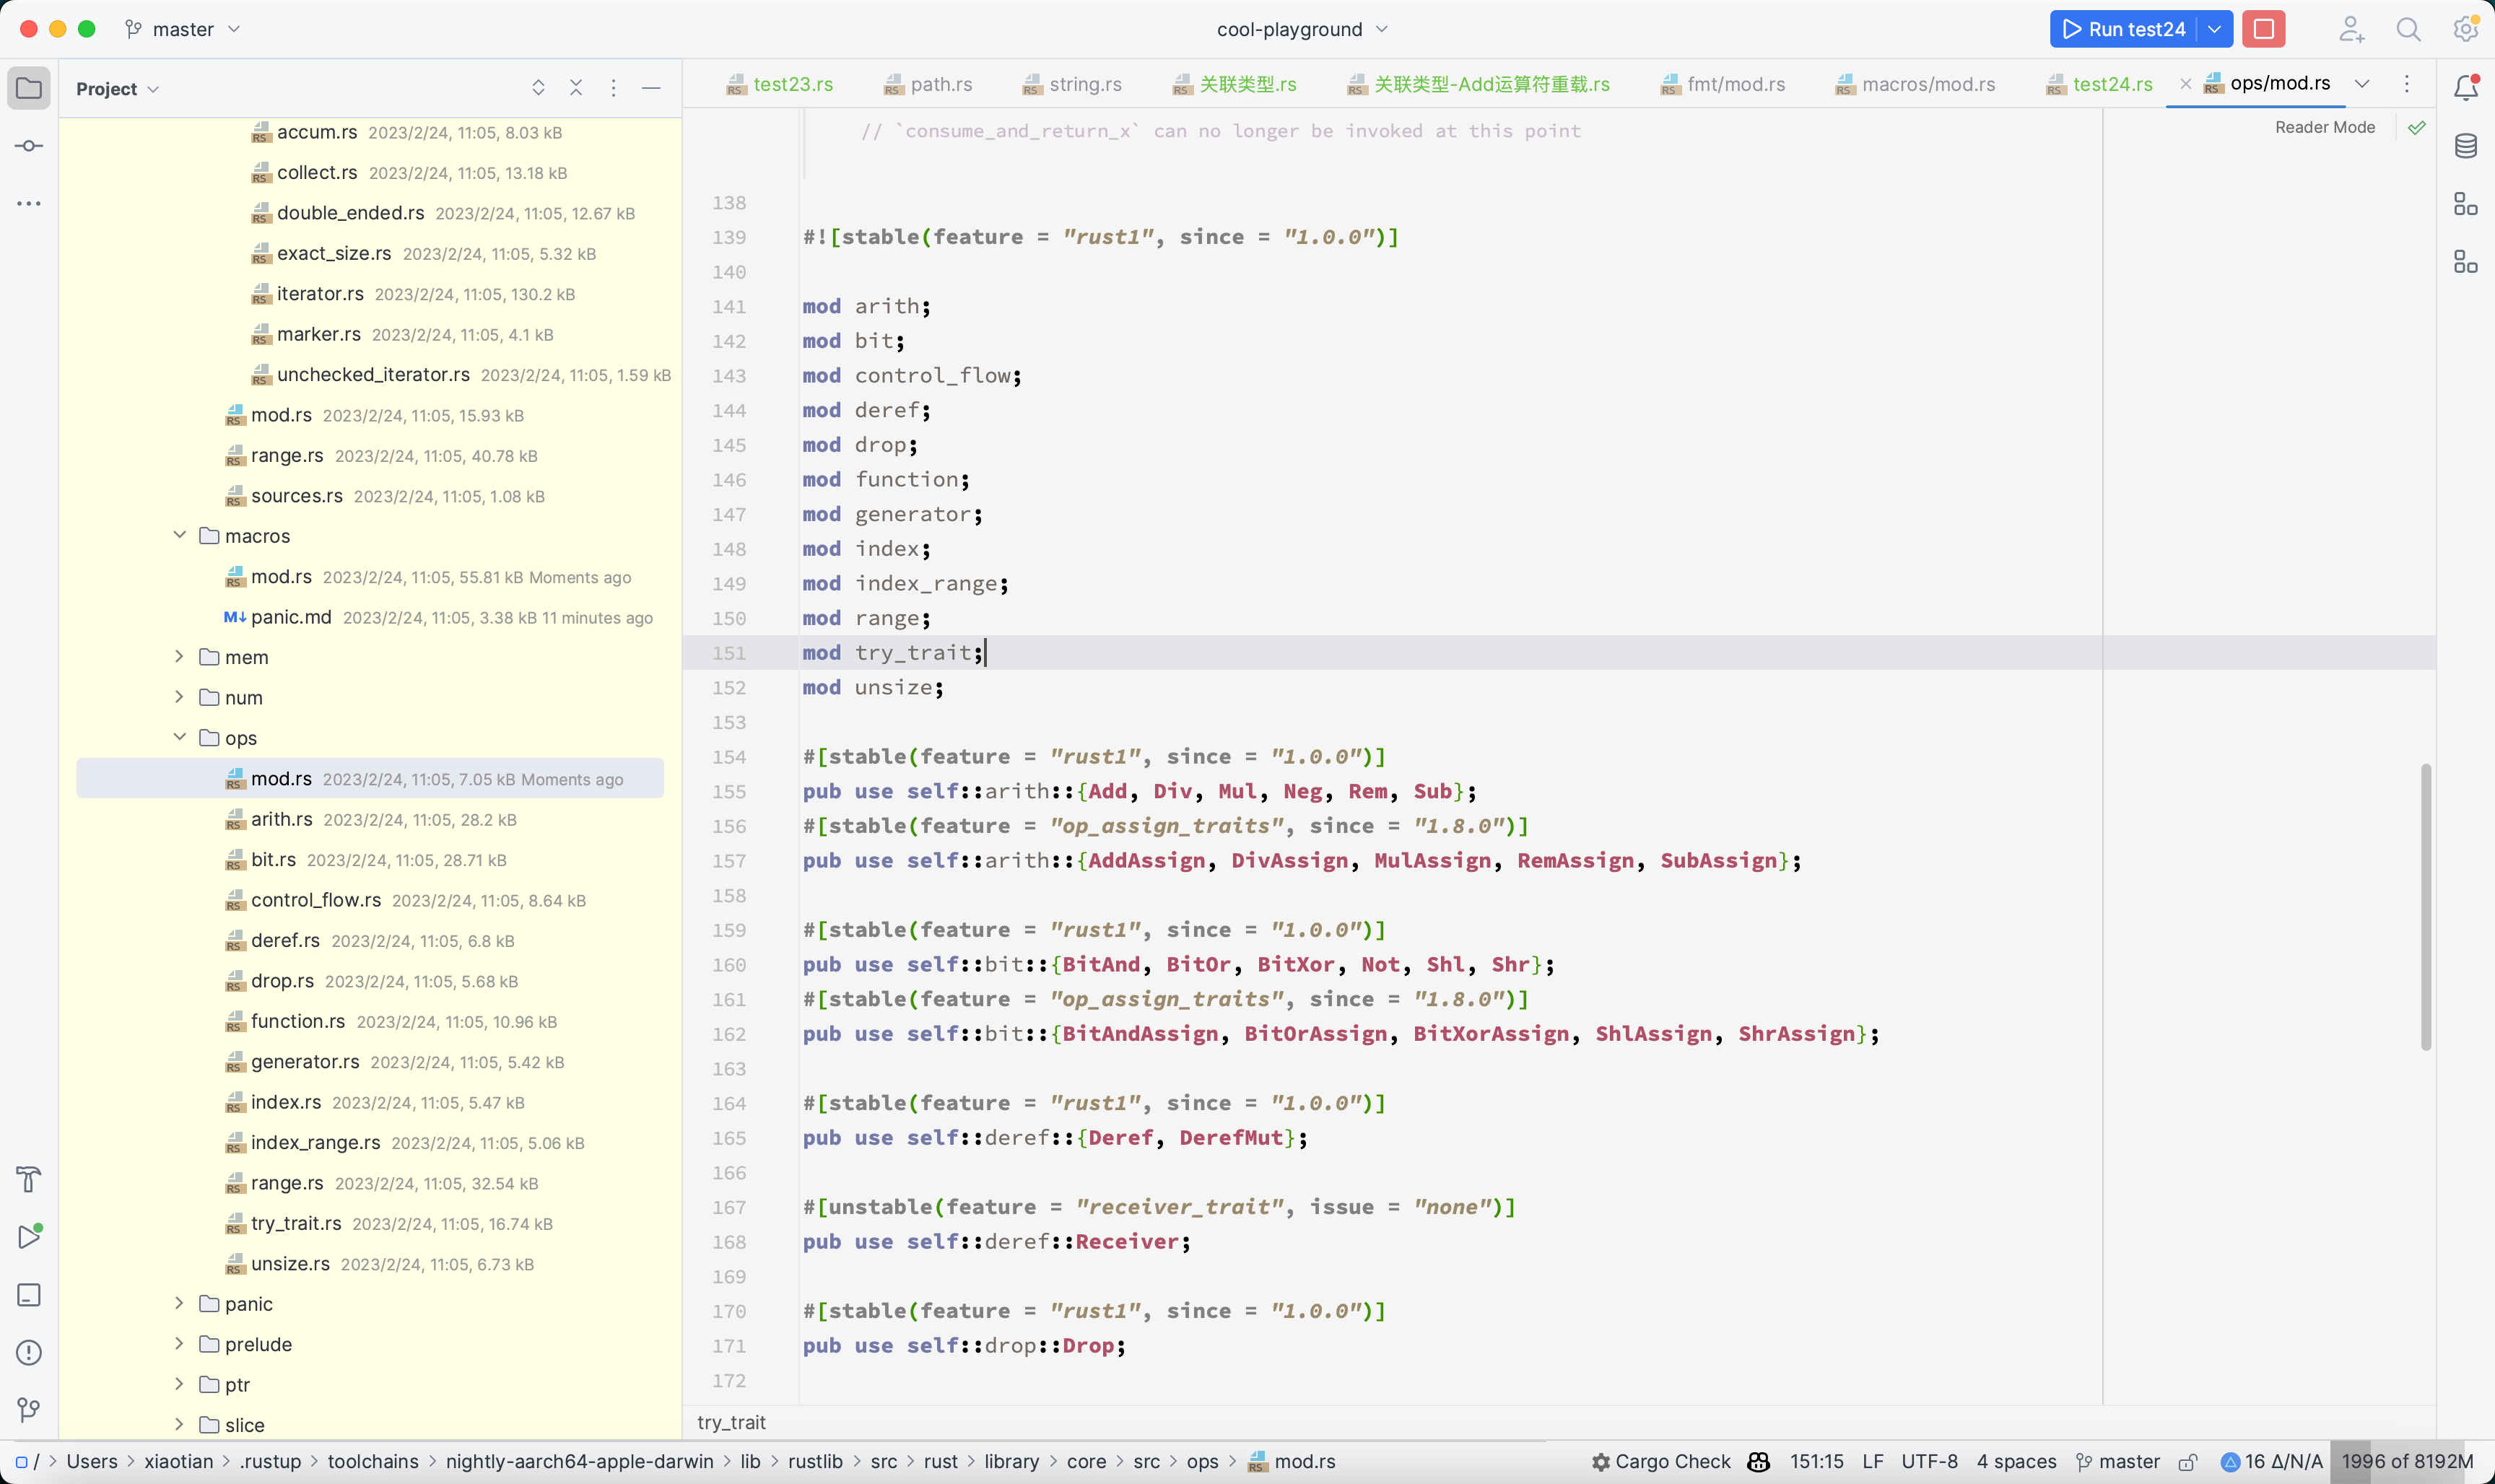 master
cool-playground
Run test24
Project
test23.rs
path.rs
string.rs
关联类型.rs
关联类型-Add运算符重载.rs
fmt/mod.rs
macros/mod.rs
test24.rs
ops/mod.rs
accum.rs 2023/2/24, 11:05, 8.03 kB
collect.rs 2023/2/24, 11:05, 13.18 kB
double_ended.rs 2023/2/24, 11:05, 12.67 kB
exact_size.rs 2023/2/24, 11:05, 5.32 kB
iterator.rs 2023/2/24, 11:05, 130.2 kB
marker.rs 2023/2/24, 11:05, 4.1 kB
unchecked_iterator.rs 2023/2/24, 11:05, 1.59 kB
mod.rs 2023/2/24, 11:05, 15.93 kB
range.rs 2023/2/24, 11:05, 40.78 kB
sources.rs 2023/2/24, 11:05, 1.08 kB
macros
mod.rs 2023/2/24, 11:05, 55.81 kB Moments ago
M↓ panic.md 2023/2/24, 11:05, 3.38 kB 11 minutes ago
mem
num
ops
mod.rs 2023/2/24, 11:05, 7.05 kB Moments ago
arith.rs 2023/2/24, 11:05, 28.2 kB
bit.rs 2023/2/24, 11:05, 28.71 kB
control_flow.rs 2023/2/24, 11:05, 8.64 kB
deref.rs 2023/2/24, 11:05, 6.8 kB
drop.rs 2023/2/24, 11:05, 5.68 kB
function.rs 2023/2/24, 11:05, 10.96 kB
generator.rs 2023/2/24, 11:05, 5.42 kB
index.rs 2023/2/24, 11:05, 5.47 kB
index_range.rs 2023/2/24, 11:05, 5.06 kB
range.rs 2023/2/24, 11:05, 32.54 kB
try_trait.rs 2023/2/24, 11:05, 16.74 kB
unsize.rs 2023/2/24, 11:05, 6.73 kB
panic
prelude
ptr
slice
// `consume_and_return_x` can no longer be invoked at this point
Reader Mode
138
139 #![stable(feature = "rust1", since = "1.0.0")]
140
141 mod arith;
142 mod bit;
143 mod control_flow;
144 mod deref;
145 mod drop;
146 mod function;
147 mod generator;
148 mod index;
149 mod index_range;
150 mod range;
151 mod try_trait;
152 mod unsize;
153
154 #[stable(feature = "rust1", since = "1.0.0")]
155 pub use self::arith::{Add, Div, Mul, Neg, Rem, Sub};
156 #[stable(feature = "op_assign_traits", since = "1.8.0")]
157 pub use self::arith::{AddAssign, DivAssign, MulAssign, RemAssign, SubAssign};
158
159 #[stable(feature = "rust1", since = "1.0.0")]
160 pub use self::bit::{BitAnd, BitOr, BitXor, Not, Shl, Shr};
161 #[stable(feature = "op_assign_traits", since = "1.8.0")]
162 pub use self::bit::{BitAndAssign, BitOrAssign, BitXorAssign, ShlAssign, ShrAssign};
163
164 #[stable(feature = "rust1", since = "1.0.0")]
165 pub use self::deref::{Deref, DerefMut};
166
167 #[unstable(feature = "receiver_trait", issue = "none")]
168 pub use self::deref::Receiver;
169
170 #[stable(feature = "rust1", since = "1.0.0")]
171 pub use self::drop::Drop;
172
try_trait
/ > Users > xiaotian > .rustup > toolchains > nightly-aarch64-apple-darwin > lib > rustlib > src > rust > library > core > src > ops > mod.rs
Cargo Check
151:15
LF
UTF-8
4 spaces
master
16 Δ/N/A
1996 of 8192M